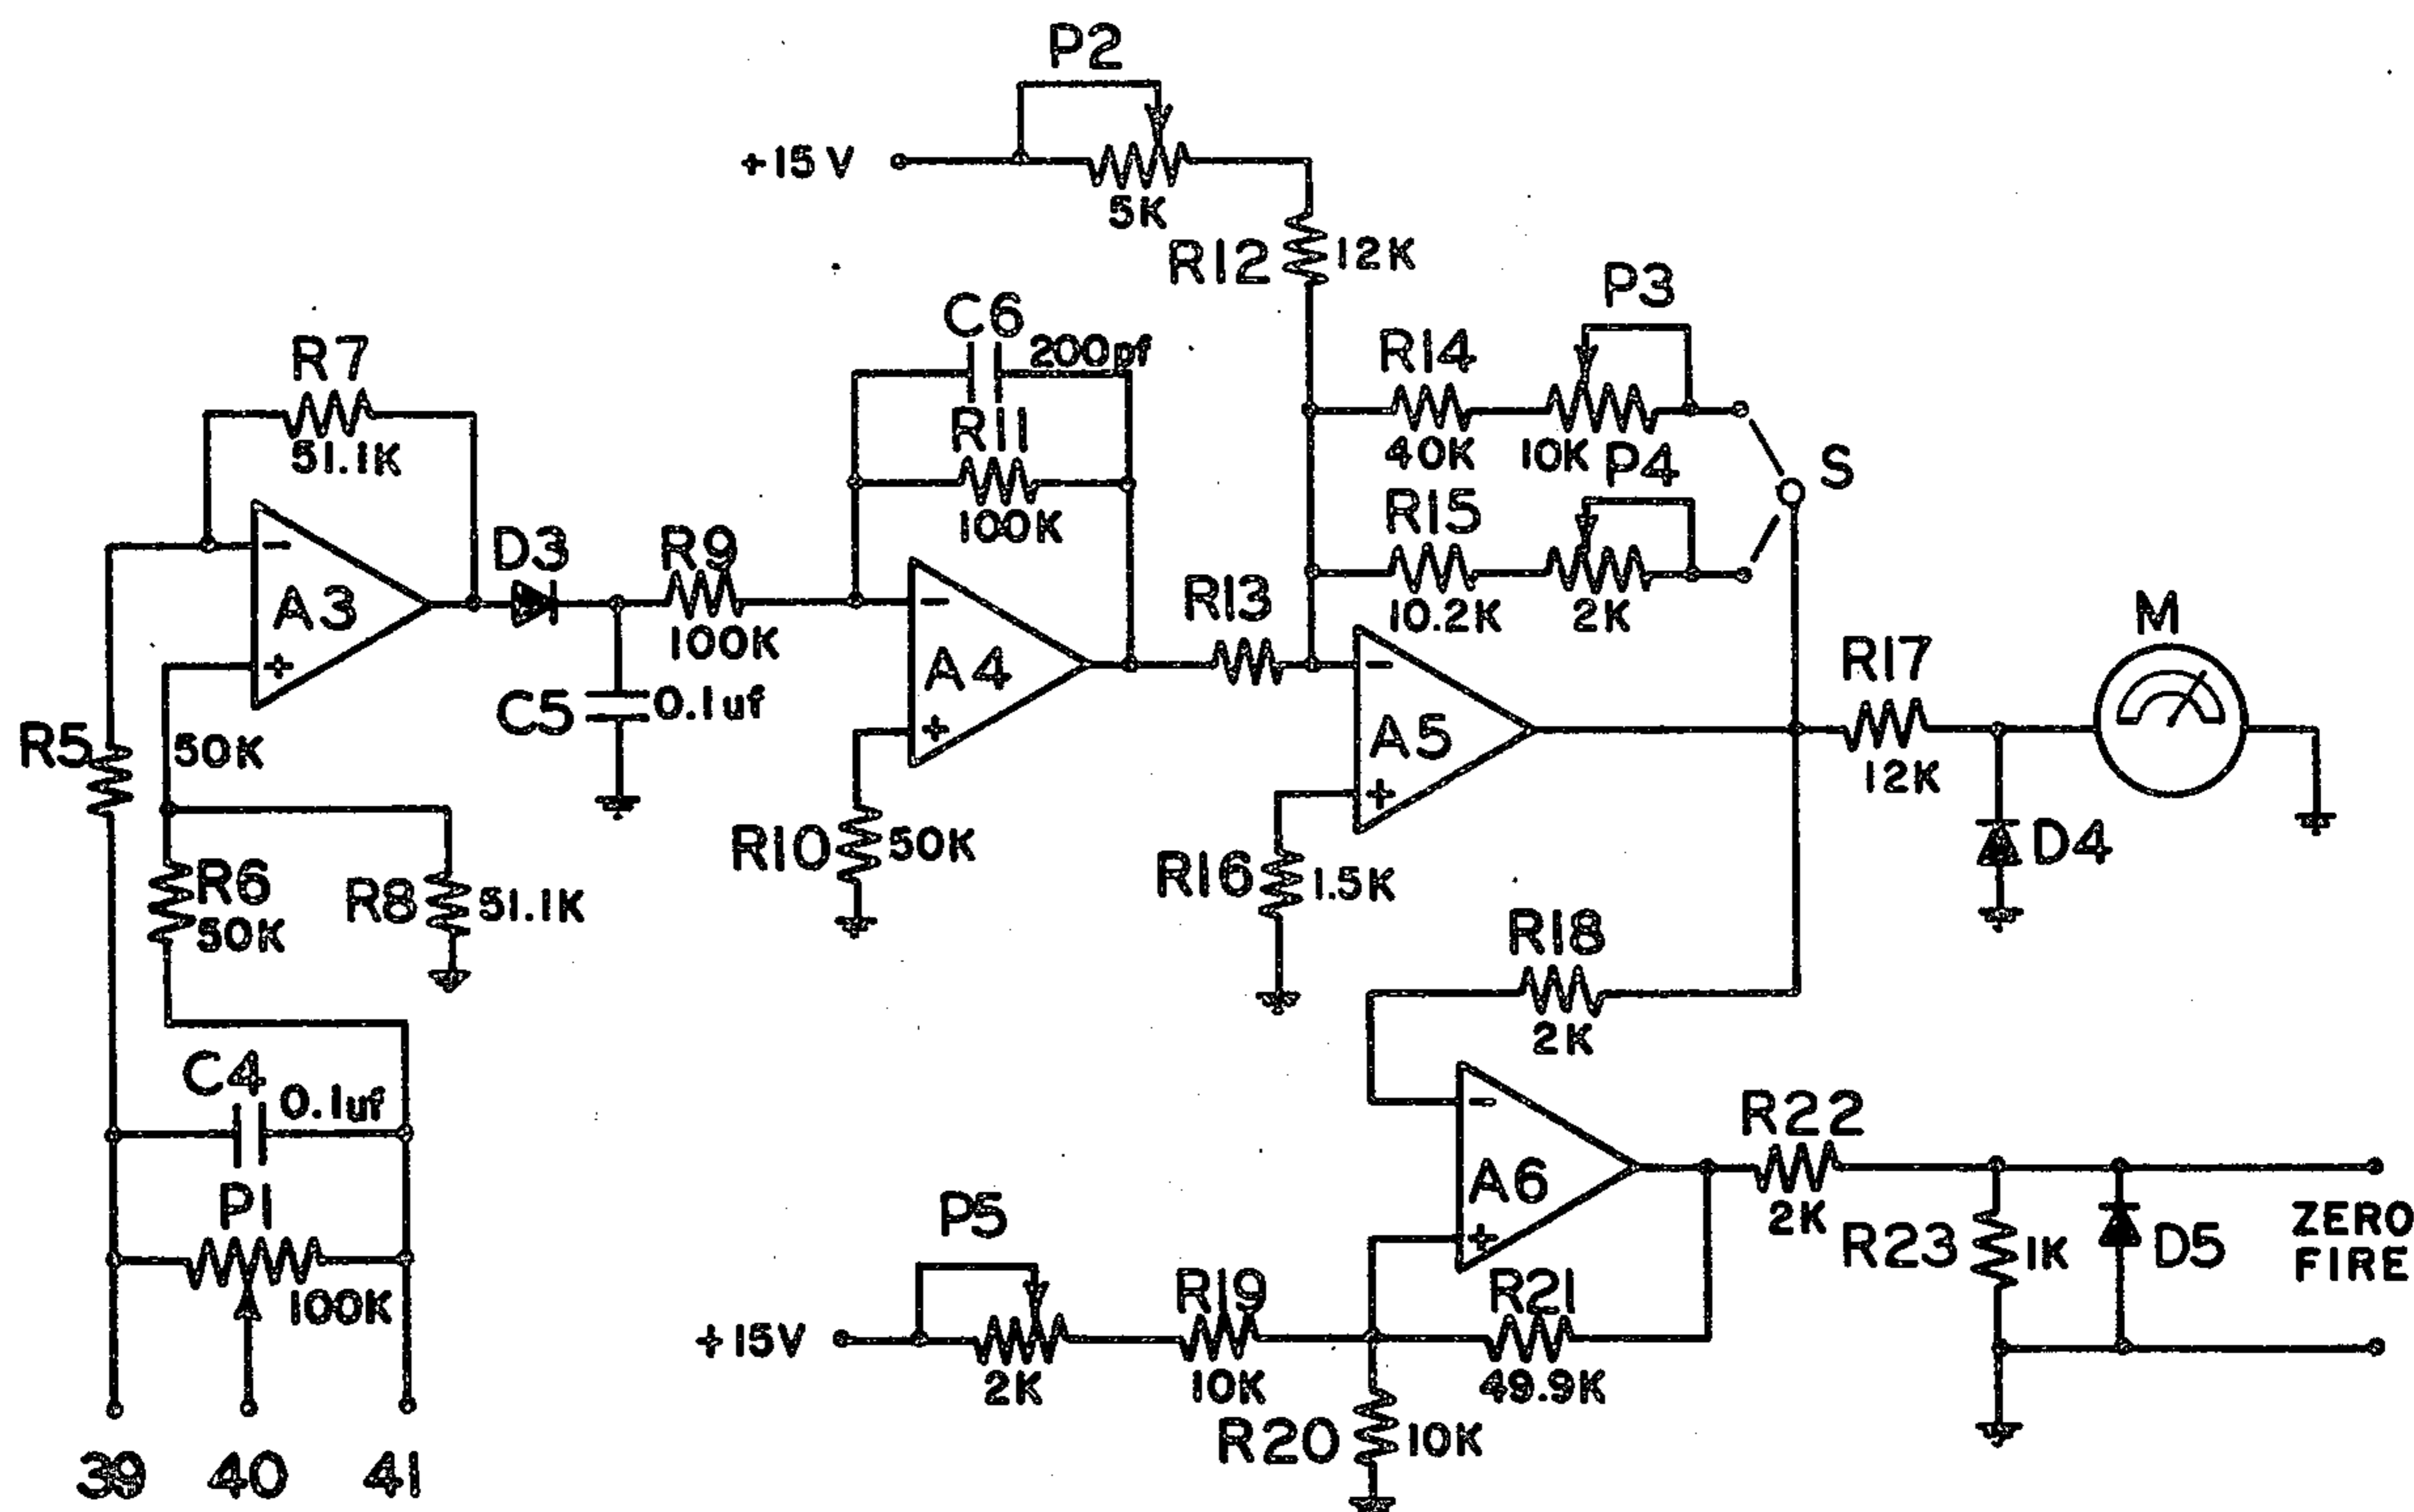 P2
+15V
5K
R12
12K
P3
C6
200pf
R14
R7
R11
40K
10K
P4
S
51.1K
D3
R9
100K
R15
A3
100K
R13
10.2K
2K
M
A4
R17
C5
0.1uf
A5
R5
50K
12K
R10
50K
D4
R6
50K
R8
51.1K
R16
1.5K
R18
2K
C4
0.1uf
R22
A6
P1
P5
2K
ZERO
FIRE
R23
1K
D5
100K
R19
R21
+15V
2K
10K
49.9K
R20
10K
39
40
41